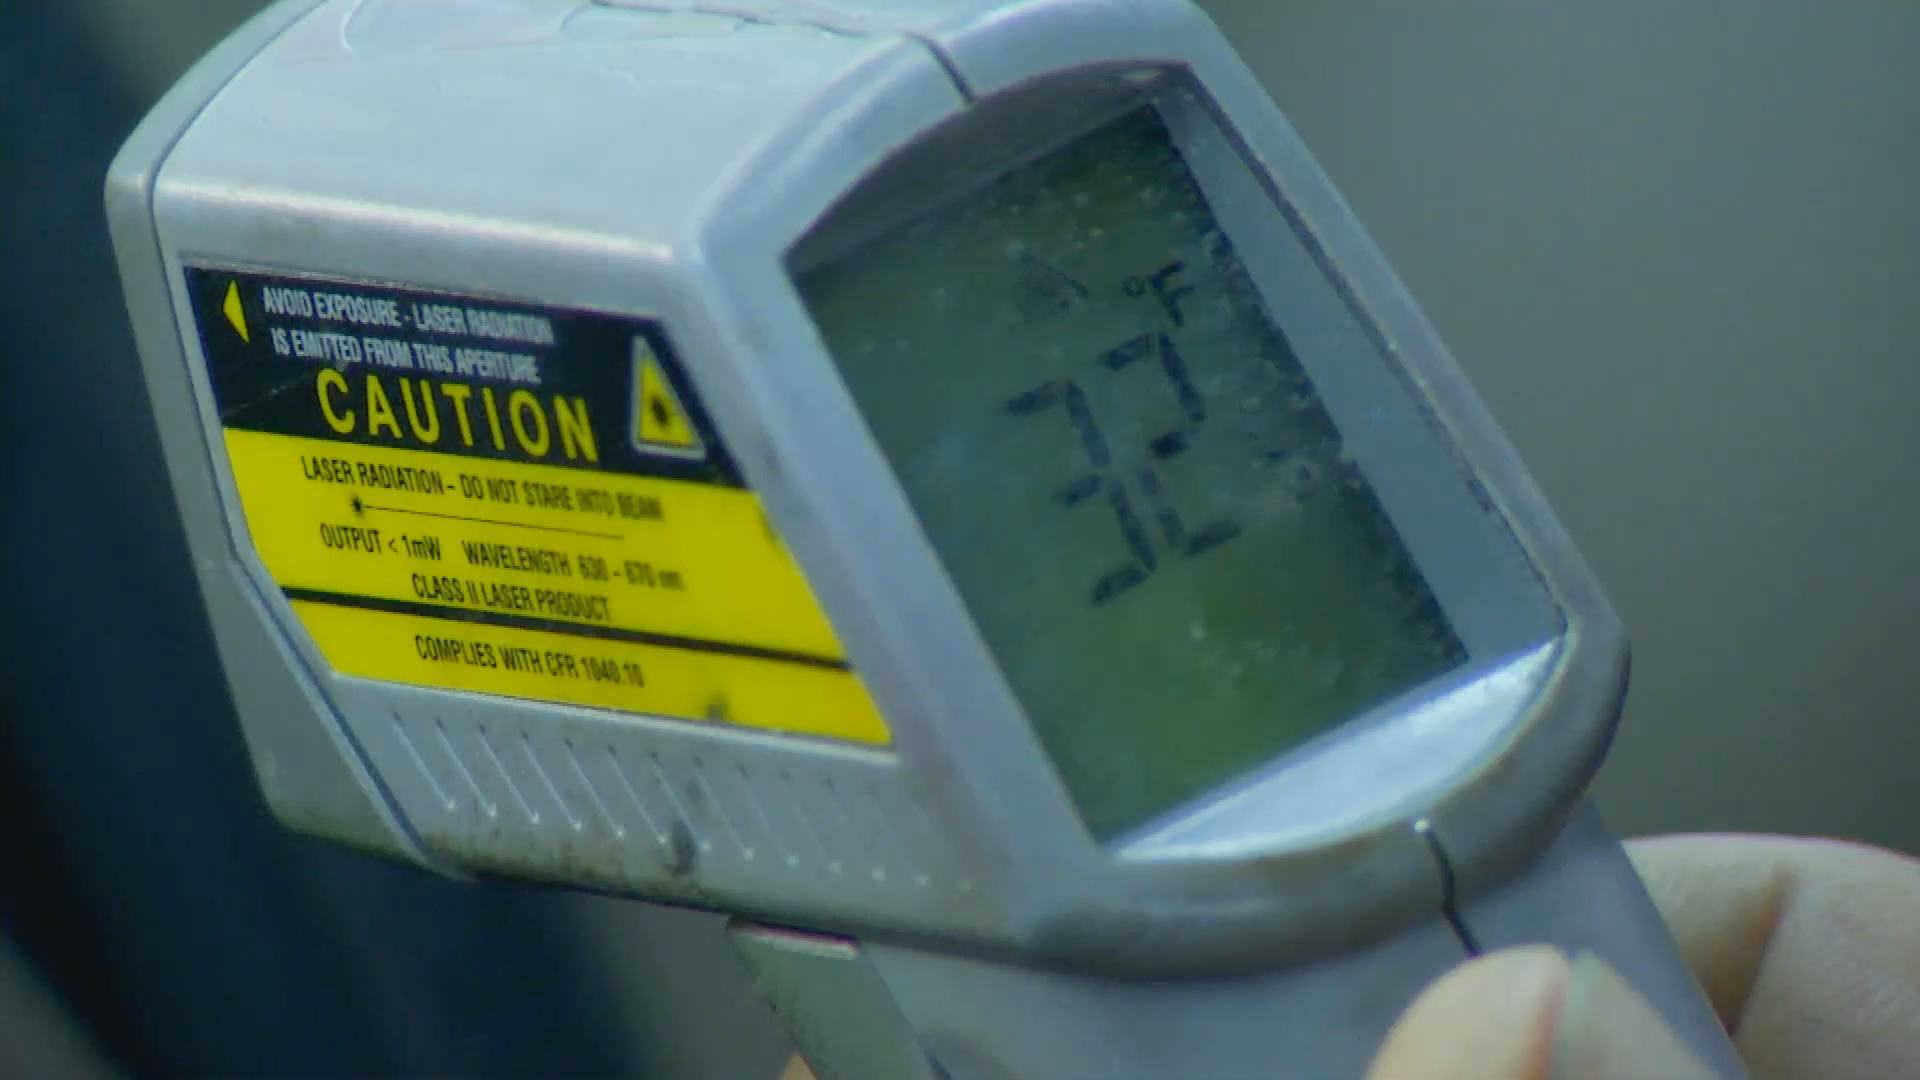 AVOID EXPOSURE - LASER RADIATION
IS EMITTED FROM THIS APERTURE
CAUTION
LASER RADIATION - DO NOT STARE INTO BEAM
OUTPUT < 1mW WAVELENGTH 630 - 670 nm
CLASS II LASER PRODUCT
COMPLIES WITH CFR 1040.10
°F
32